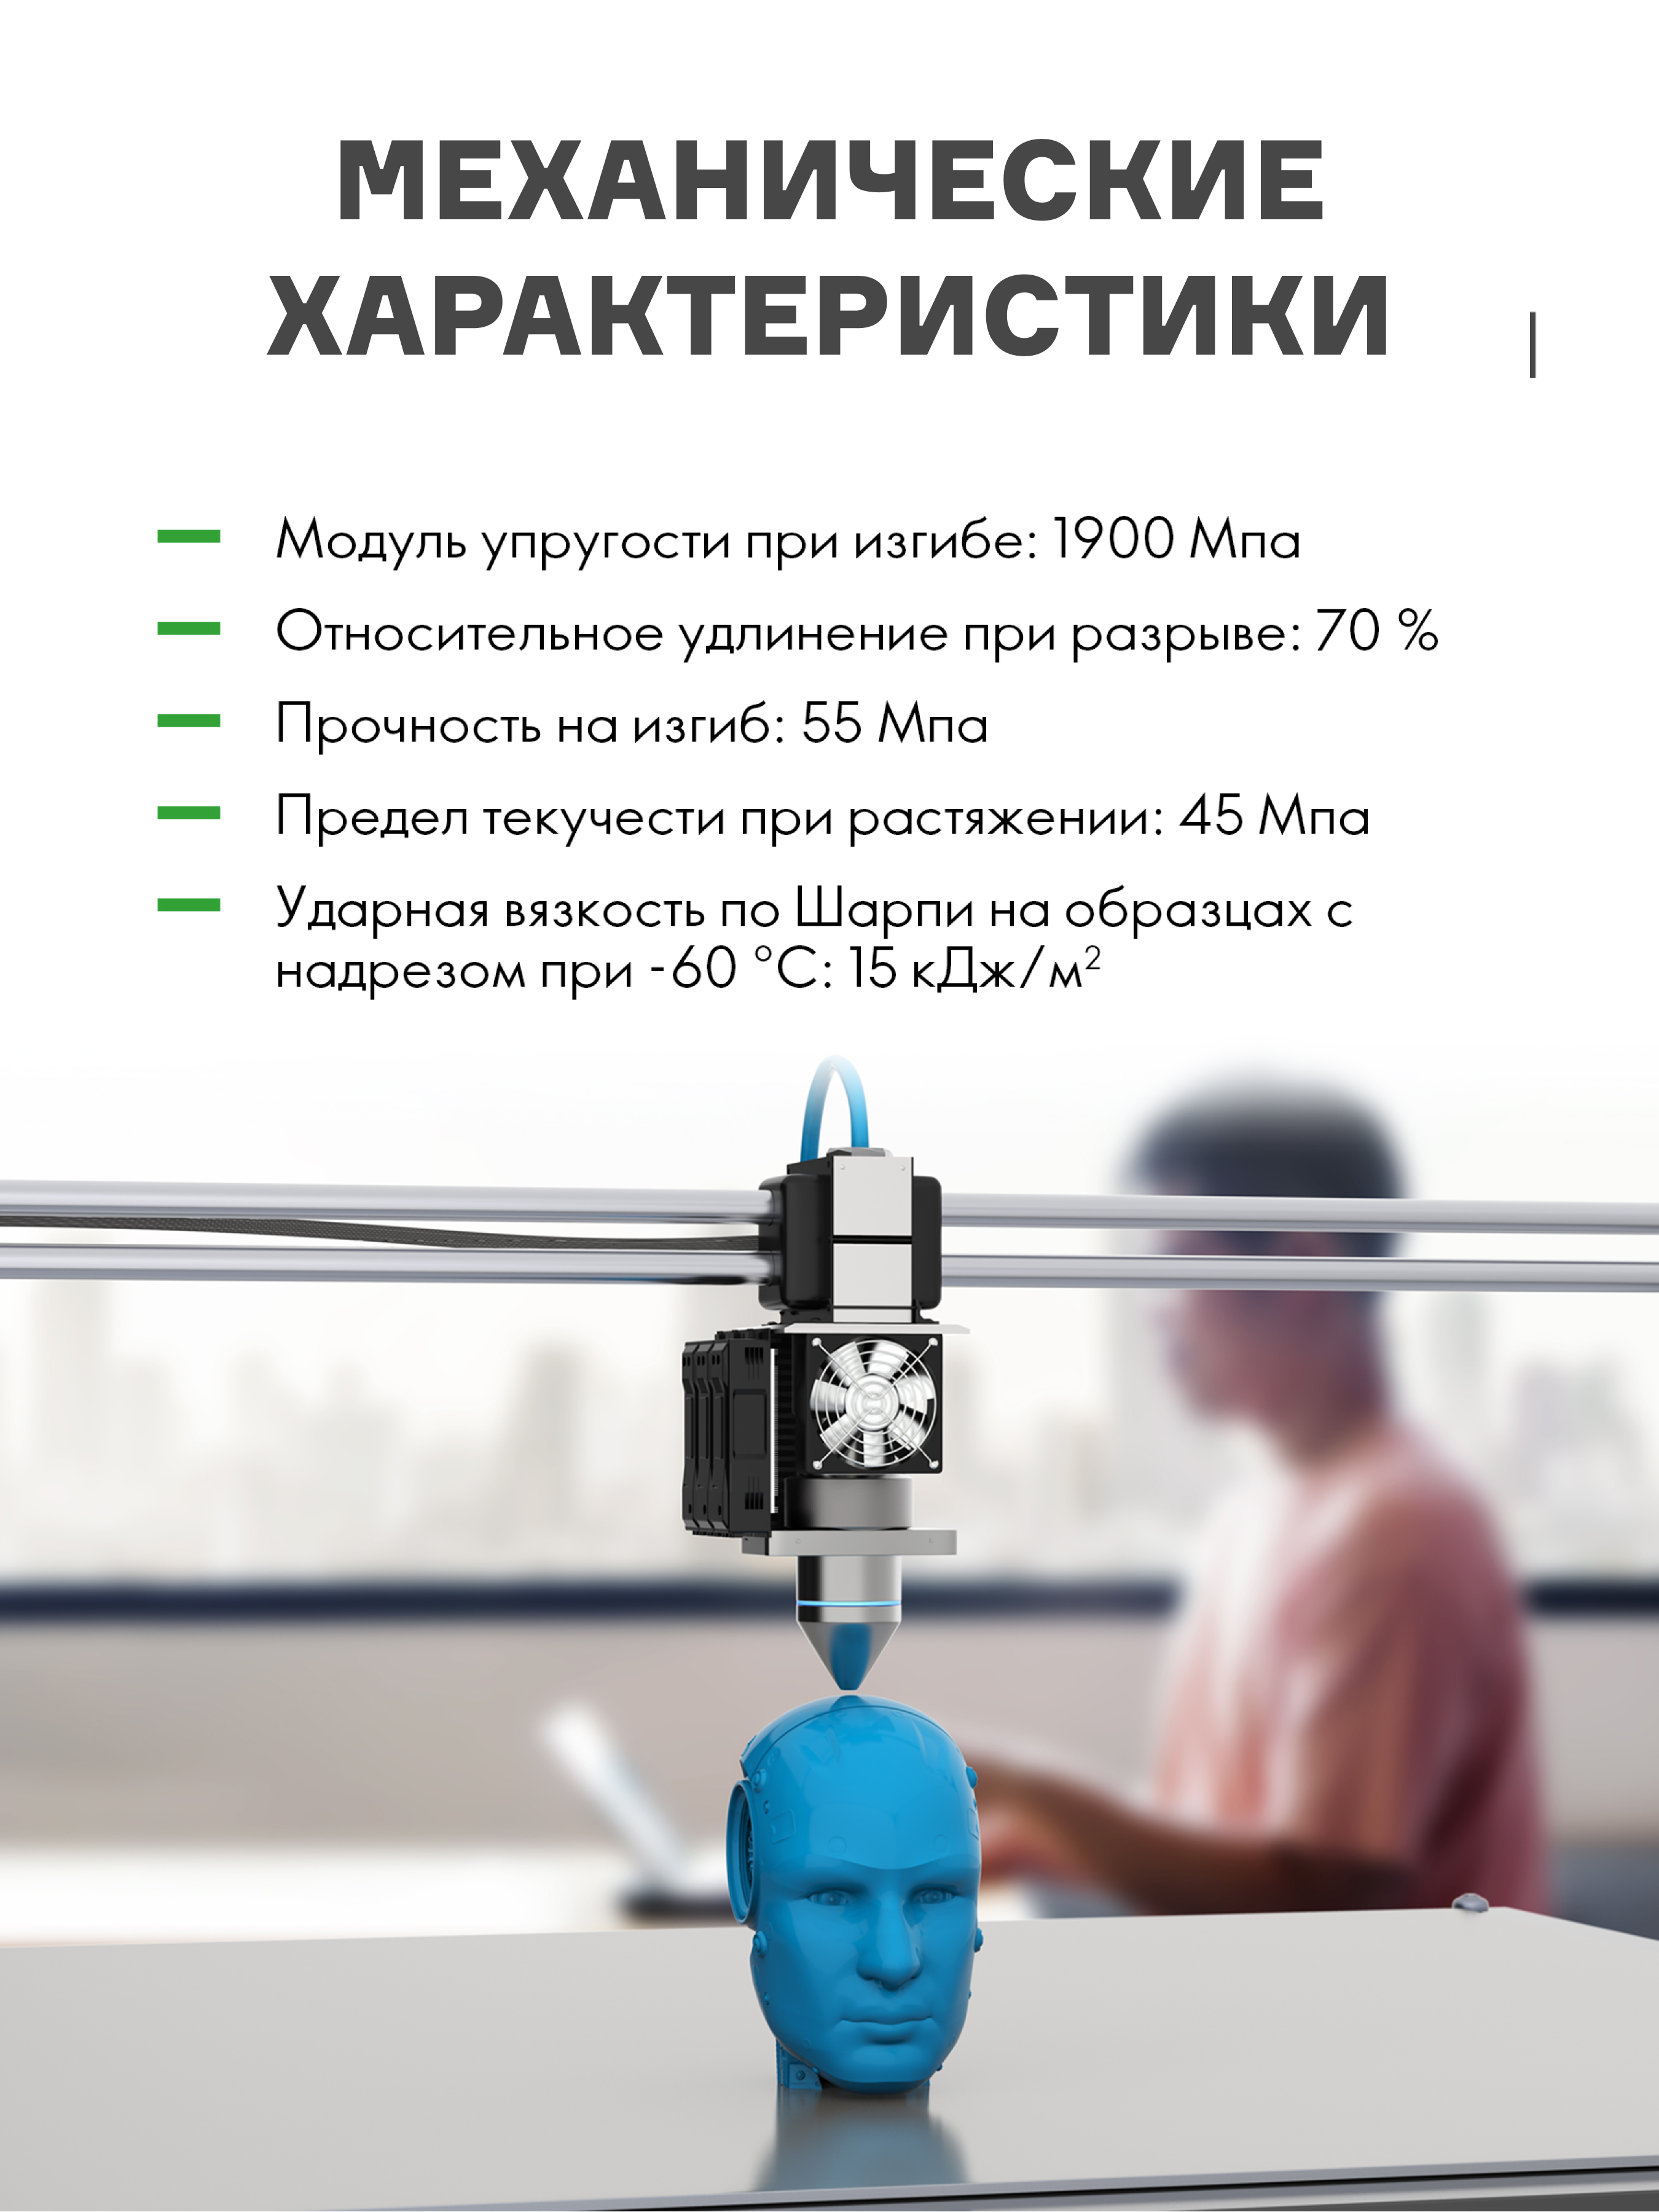 МЕХАНИЧЕСКИЕ
ХАРАКТЕРИСТИКИ
Модуль упругости при изгибе: 1900 Мпа
Относительное удлинение при разрыве: 70 %
Прочность на изгиб: 55 Мпа
Предел текучести при растяжении: 45 Мпа
Ударная вязкость по Шарпи на образцах с
надрезом при -60 °С: 15 кДж/м²